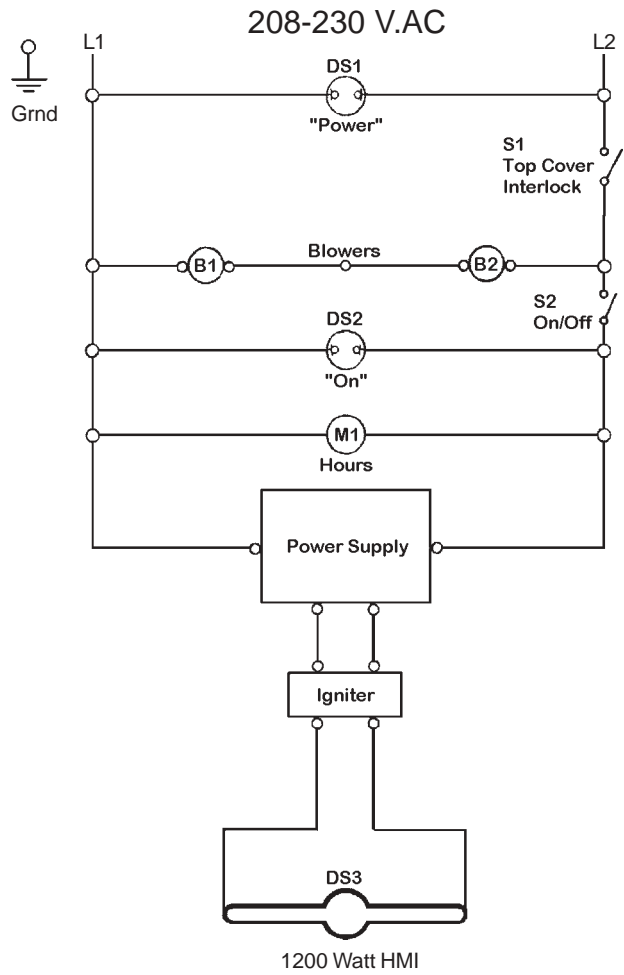 208-230 V.AC
L1
L2
Grnd
DS1
"Power"
S1
Top Cover
Interlock
B1
Blowers
B2
S2
On/Off
DS2
"On"
M1
Hours
Power Supply
Igniter
DS3
1200 Watt HMI